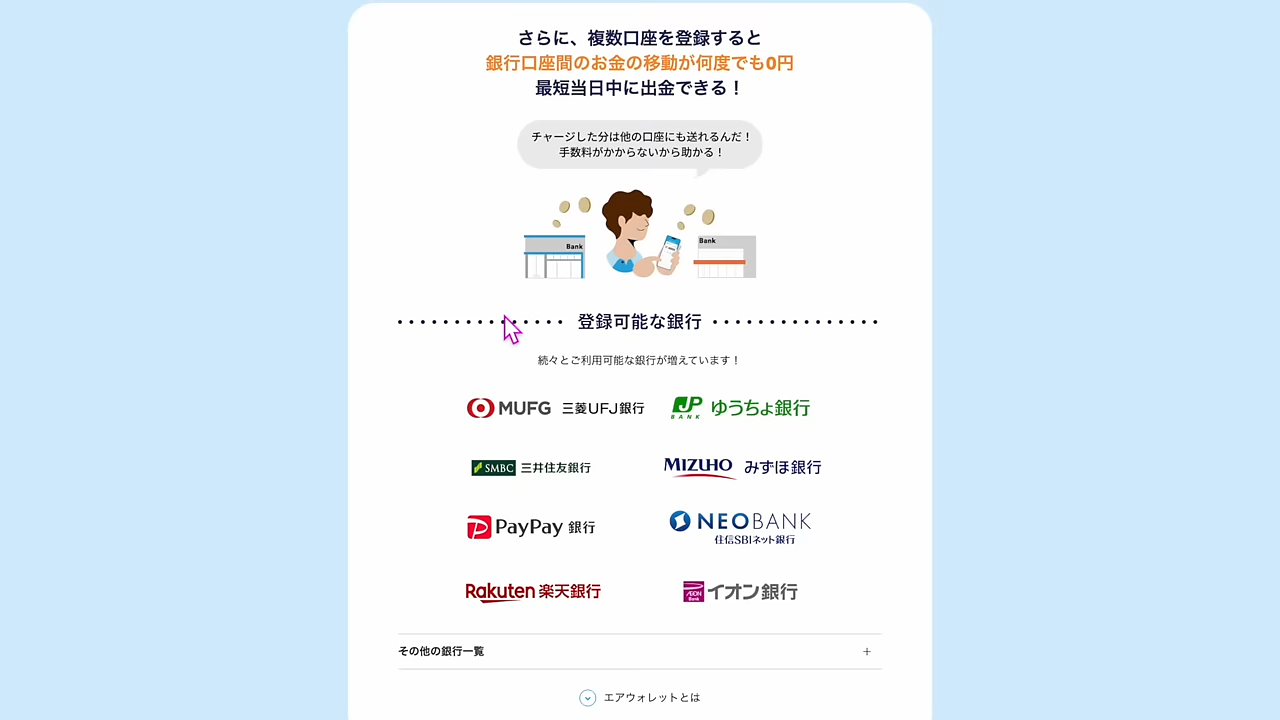 さらに、複数口座を登録すると
銀行口座間のお金の移動が何度でも0円
最短当日中に出金できる！
チャージした分は他の口座にも送れるんだ！
手数料がかからないから助かる！
Bank
Bank
登録可能な銀行
続々とご利用可能な銀行が増えています！
MUFG 三菱UFJ銀行
JP BANK ゆうちょ銀行
SMBC 三井住友銀行
MIZUHO みずほ銀行
PayPay 銀行
NEOBANK
住信SBIネット銀行
Rakuten 楽天銀行
AEON Bank イオン銀行
その他の銀行一覧 +
エアウォレットとは